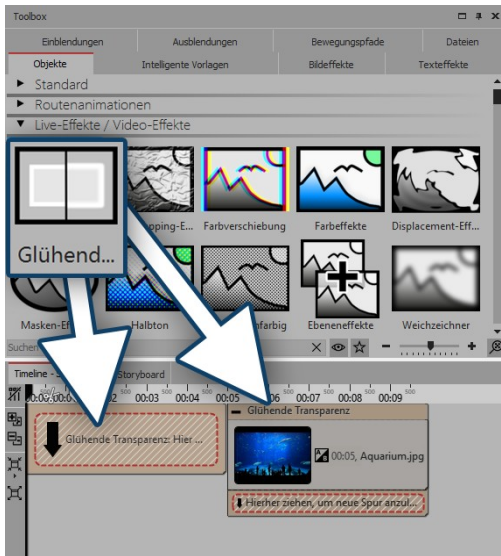 Toolbox
Einblendungen Ausblendungen Bewegungspfade Dateien
Objekte Intelligente Vorlagen Bildeffekte Texteffekte
Standard
Routenanimationen
Live-Effekte / Video-Effekte
Glühend...
Farbverschiebung Farbeffekte Displacement-Eff...
Halbton
Ebeneneffekte Weichzeichner
Suchen
Timeline
Storyboard
00:03 00:04 00:05 00:07 00:08 00:09
Glühende Transparenz
Glühende Transparenz: Hier ...
00:05, Aquarium.jpg
Hierher ziehen, um neue Spur anzul...